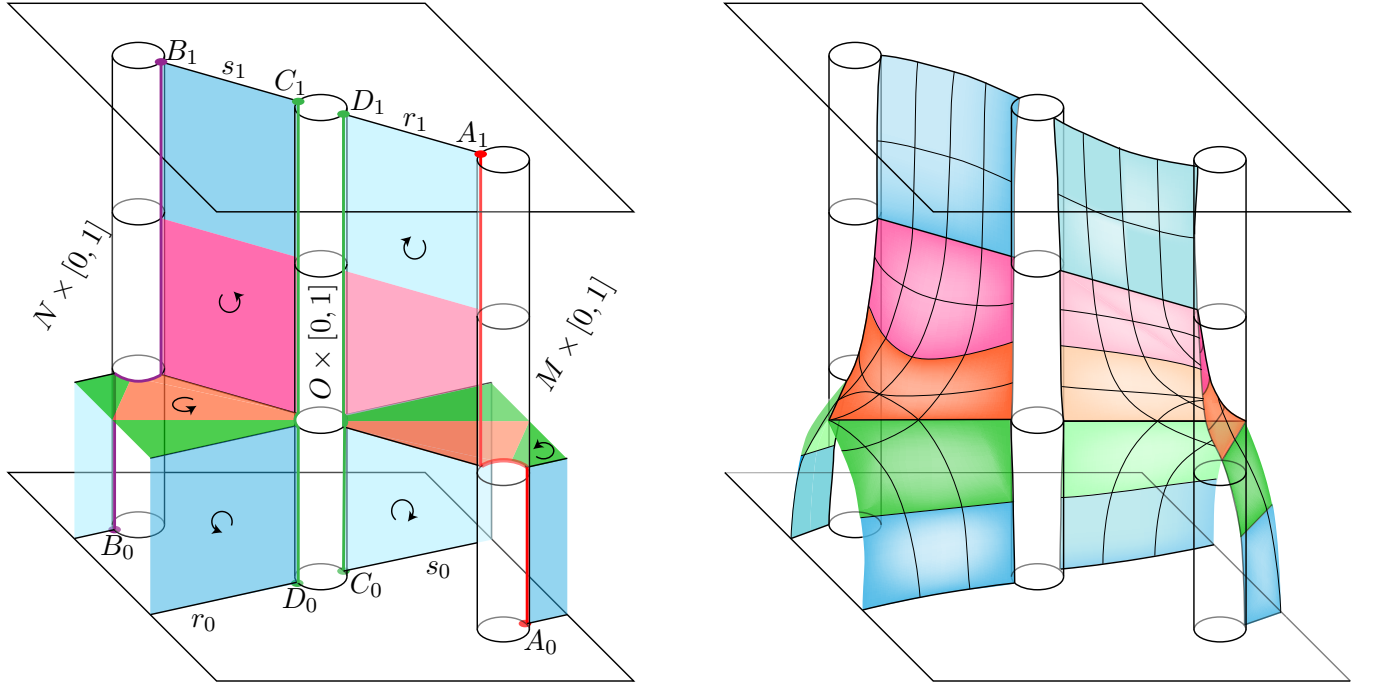 B₁
s₁
C₁
D₁
r₁
A₁
N × [0, 1]
O × [0, 1]
M × [0, 1]
B₀
r₀
D₀
C₀
s₀
A₀